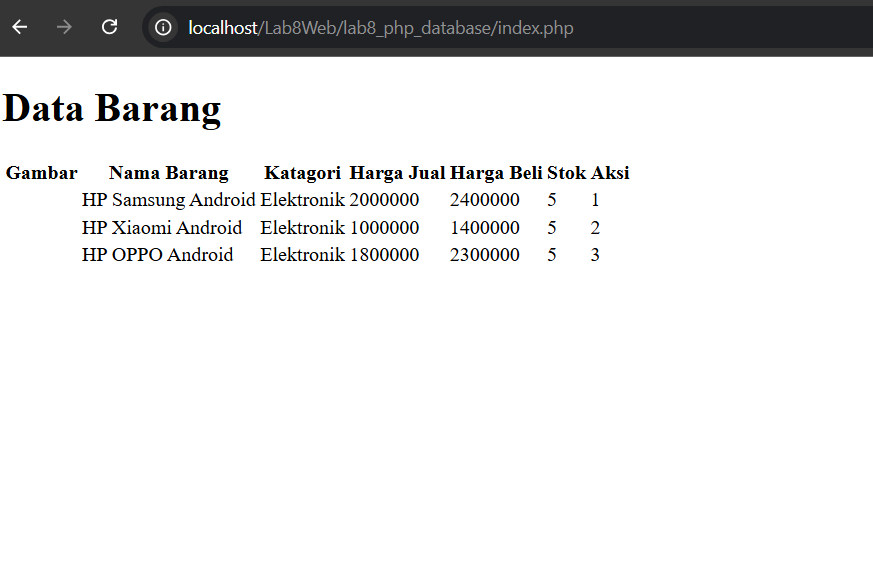 localhost/Lab8Web/lab8_php_database/index.php
Data Barang
Gambar Nama Barang Katagori Harga Jual Harga Beli Stok Aksi
HP Samsung Android Elektronik 2000000 2400000 5 1
HP Xiaomi Android Elektronik 1000000 1400000 5 2
HP OPPO Android Elektronik 1800000 2300000 5 3